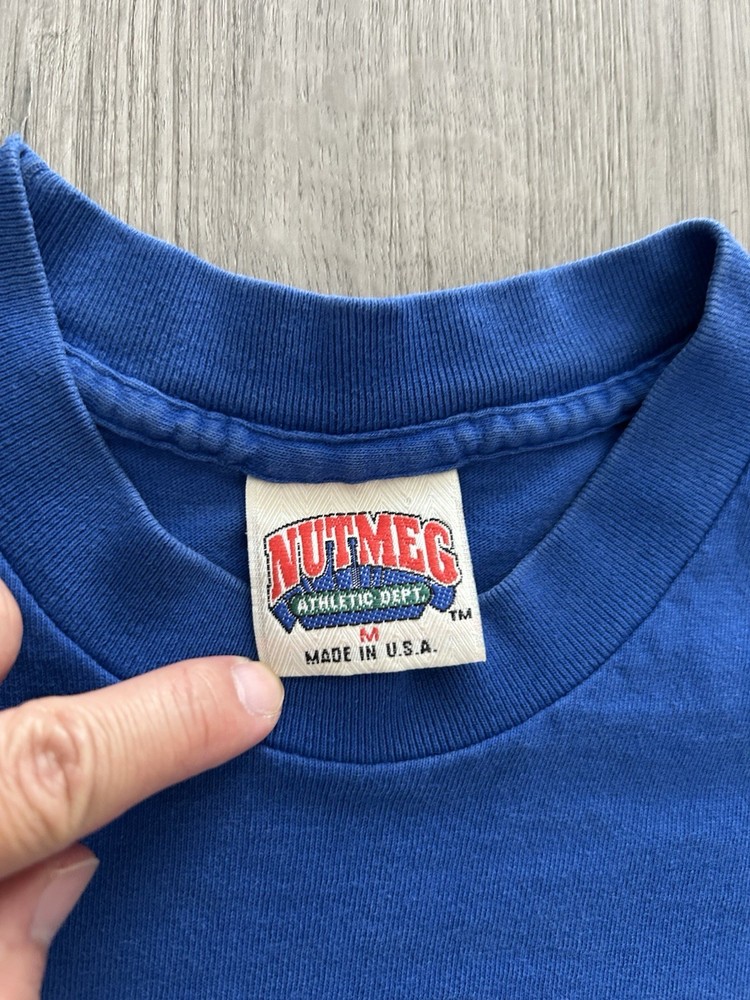 NUTMEG
ATHLETIC DEPT.
TM
M
MADE IN U.S.A.